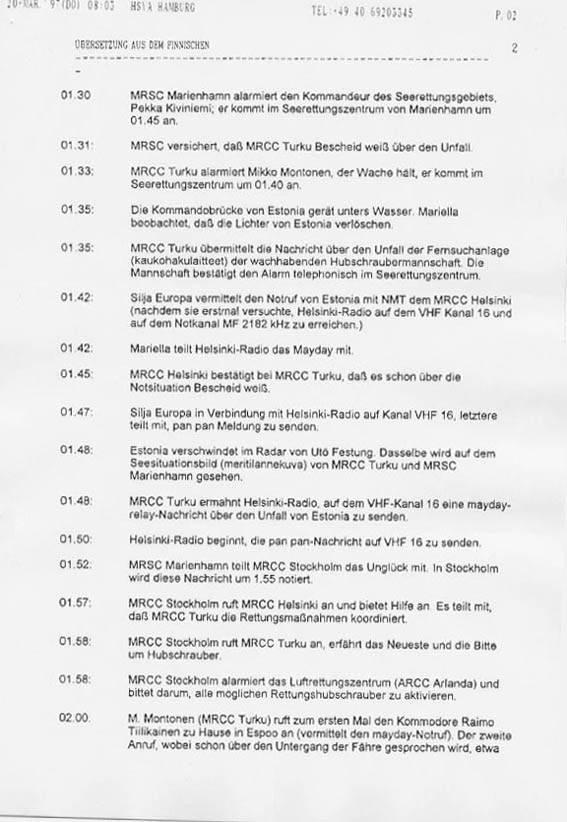 20-MAR. '97(DO) 08:03 HSVA HAMBURG TEL:+49 40 69203345 P. 02
ÜBERSETZUNG AUS DEM FINNISCHEN 2
01.30 MRSC Marienhamn alarmiert den Kommandeur des Seerettungsgebiets,
Pekka Kiviniemi; er kommt im Seerettungszentrum von Marienhamn um
01.45 an.
01.31: MRSC versichert, daß MRCC Turku Bescheid weiß über den Unfall.
01.33: MRCC Turku alarmiert Mikko Montonen, der Wache hält, er kommt im
Seerettungszentrum um 01.40 an.
01.35: Die Kommandobrücke von Estonia gerät unters Wasser. Mariella
beobachtet, daß die Lichter von Estonia verlöschen.
01.35: MRCC Turku übermittelt die Nachricht über den Unfall der Fernsuchanlage
(kaukohakulaitteet) der wachhabenden Hubschraubermannschaft. Die
Mannschaft bestätigt den Alarm telephonisch im Seerettungszentrum.
01.42: Silja Europa vermittelt den Notruf von Estonia mit NMT dem MRCC Helsinki
(nachdem sie erstmal versuchte, Helsinki-Radio auf dem VHF Kanal 16 und
auf dem Notkanal MF 2182 kHz zu erreichen.)
01.42: Mariella teilt Helsinki-Radio das Mayday mit.
01.45: MRCC Helsinki bestätigt bei MRCC Turku, daß es schon über die
Notsituation Bescheid weiß.
01.47: Silja Europa in Verbindung mit Helsinki-Radio auf Kanal VHF 16, letztere
teilt mit, pan pan Meldung zu senden.
01.48: Estonia verschwindet im Radar von Utö Festung. Dasselbe wird auf dem
Seesituationsbild (meritilannekuva) von MRCC Turku und MRSC
Marienhamn gesehen.
01.48: MRCC Turku ermahnt Helsinki-Radio, auf dem VHF-Kanal 16 eine mayday-
relay-Nachricht über den Unfall von Estonia zu senden.
01.50: Helsinki-Radio beginnt, die pan pan-Nachricht auf VHF 16 zu senden.
01.52: MRSC Marienhamn teilt MRCC Stockholm das Unglück mit. In Stockholm
wird diese Nachricht um 1.55 notiert.
01.57: MRCC Stockholm ruft MRCC Helsinki an und bietet Hilfe an. Es teilt mit,
daß MRCC Turku die Rettungsmaßnahmen koordiniert.
01.58: MRCC Stockholm ruft MRCC Turku an, erfährt das Neueste und die Bitte
um Hubschrauber.
01.58: MRCC Stockholm alarmiert das Luftrettungszentrum (ARCC Arlanda) und
bittet darum, alle möglichen Rettungshubschrauber zu aktivieren.
02.00. M. Montonen (MRCC Turku) ruft zum ersten Mal den Kommodore Raimo
Tiilikainen zu Hause in Espoo an (vermittelt den mayday-Notruf). Der zweite
Anruf, wobei schon über den Untergang der Fähre gesprochen wird, etwa